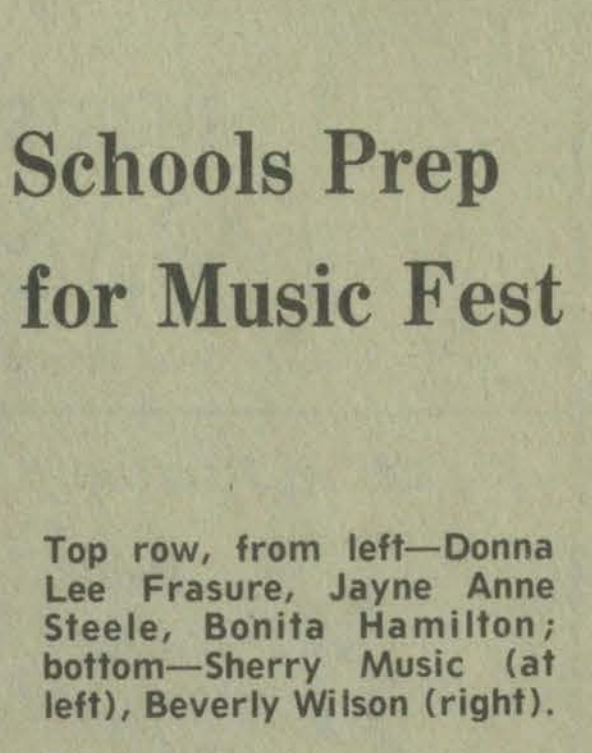 Schools Prep
for Music Fest
Top row, from left—Donna
Lee Frasure, Jayne Anne
Steele, Bonita Hamilton;
bottom—Sherry Music (at
left), Beverly Wilson (right).